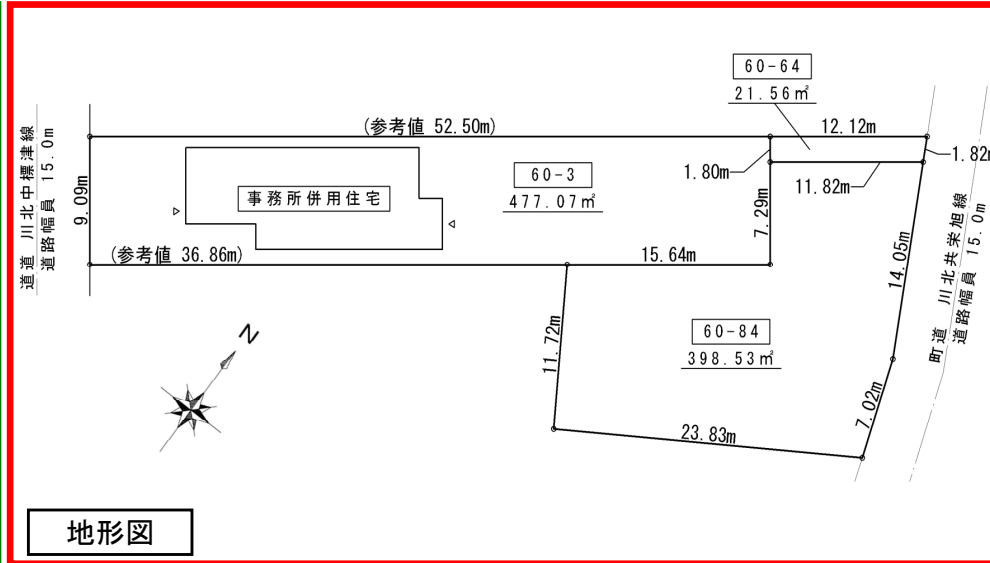 60-64
21.56㎡
(参考値 52.50m)
12.12m
1.82m
1.80m
11.82m
道道 川北中標津線
道路幅員 15.0m
9.09m
事務所併用住宅
60-3
477.07㎡
7.29m
(参考値 36.86m)
15.64m
14.05m
町道 川北共栄旭線
道路幅員 15.0m
60-84
398.53㎡
11.72m
7.02m
23.83m
N
地形図